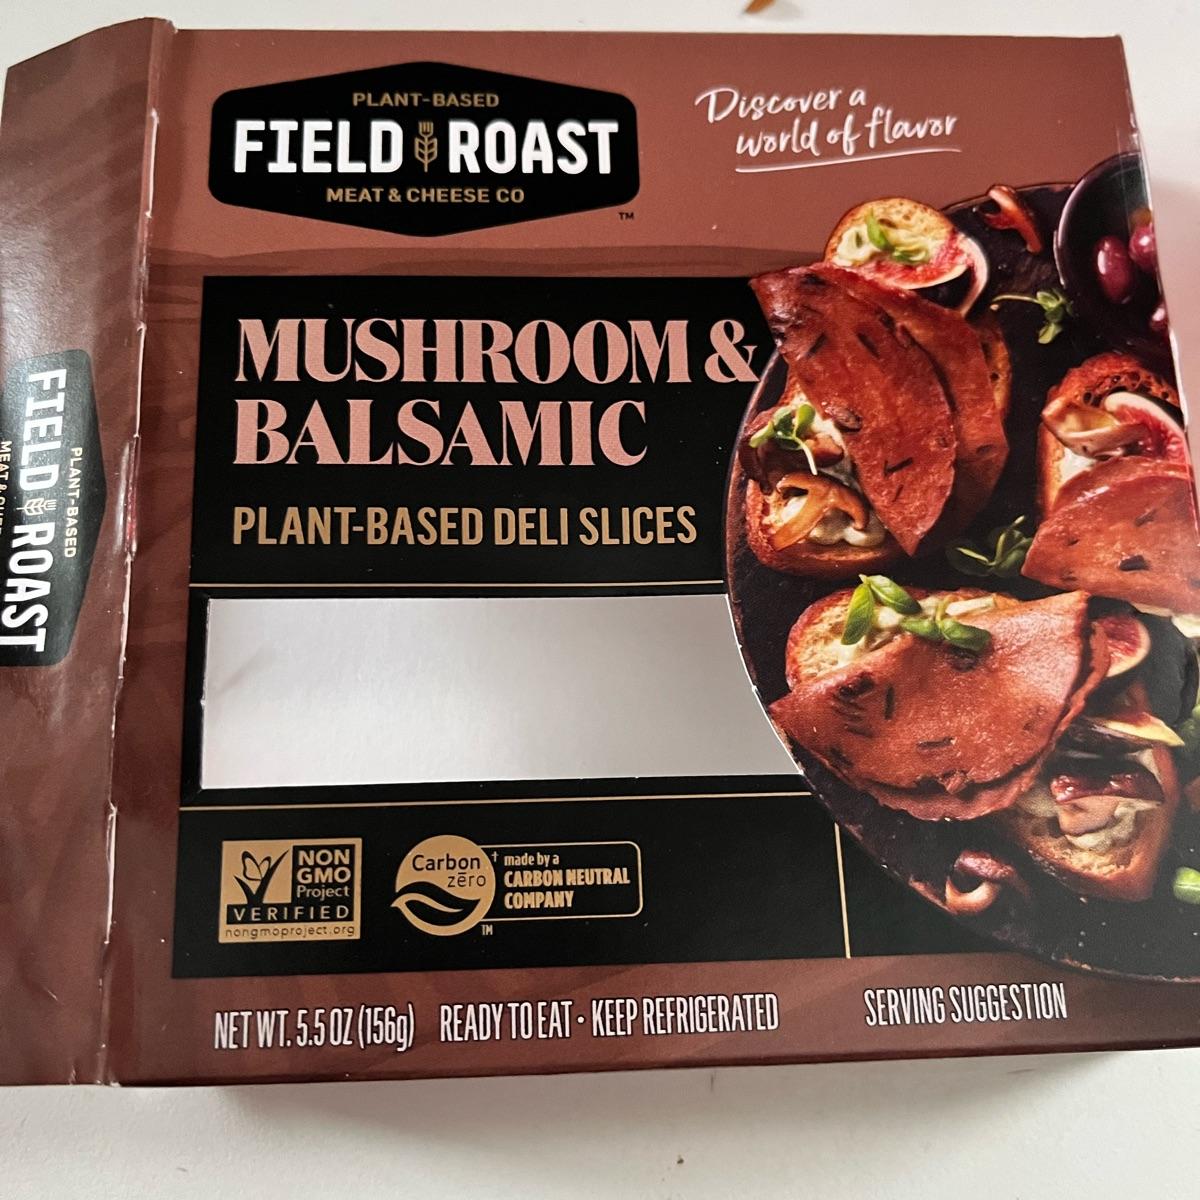 PLANT-BASED
FIELD ROAST
MEAT & CHEESE CO
TM
Discover a
world of flavor
MUSHROOM &
BALSAMIC
PLANT-BASED DELI SLICES
NON
GMO
Project
VERIFIED
nongmoproject.org
Carbon
zēro
TM
† made by a
CARBON NEUTRAL
COMPANY
NET WT. 5.5 OZ (156g) READY TO EAT • KEEP REFRIGERATED
SERVING SUGGESTION
PLANT-BASED
FIELD ROAST
MEAT &